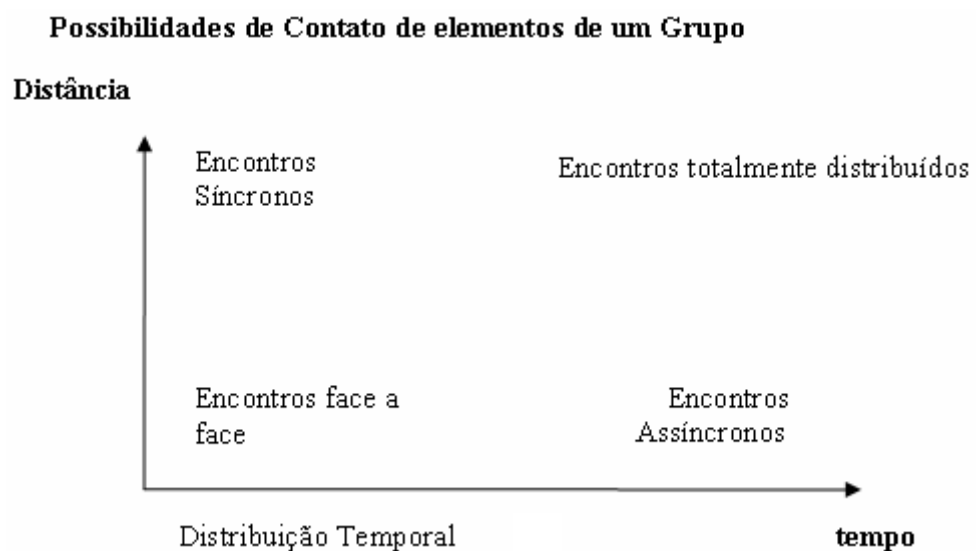 Possibilidades de Contato de elementos de um Grupo
Distância
Encontros
Síncronos
Encontros totalmente distribuídos
Encontros face a
face
Encontros
Assíncronos
Distribuição Temporal
tempo